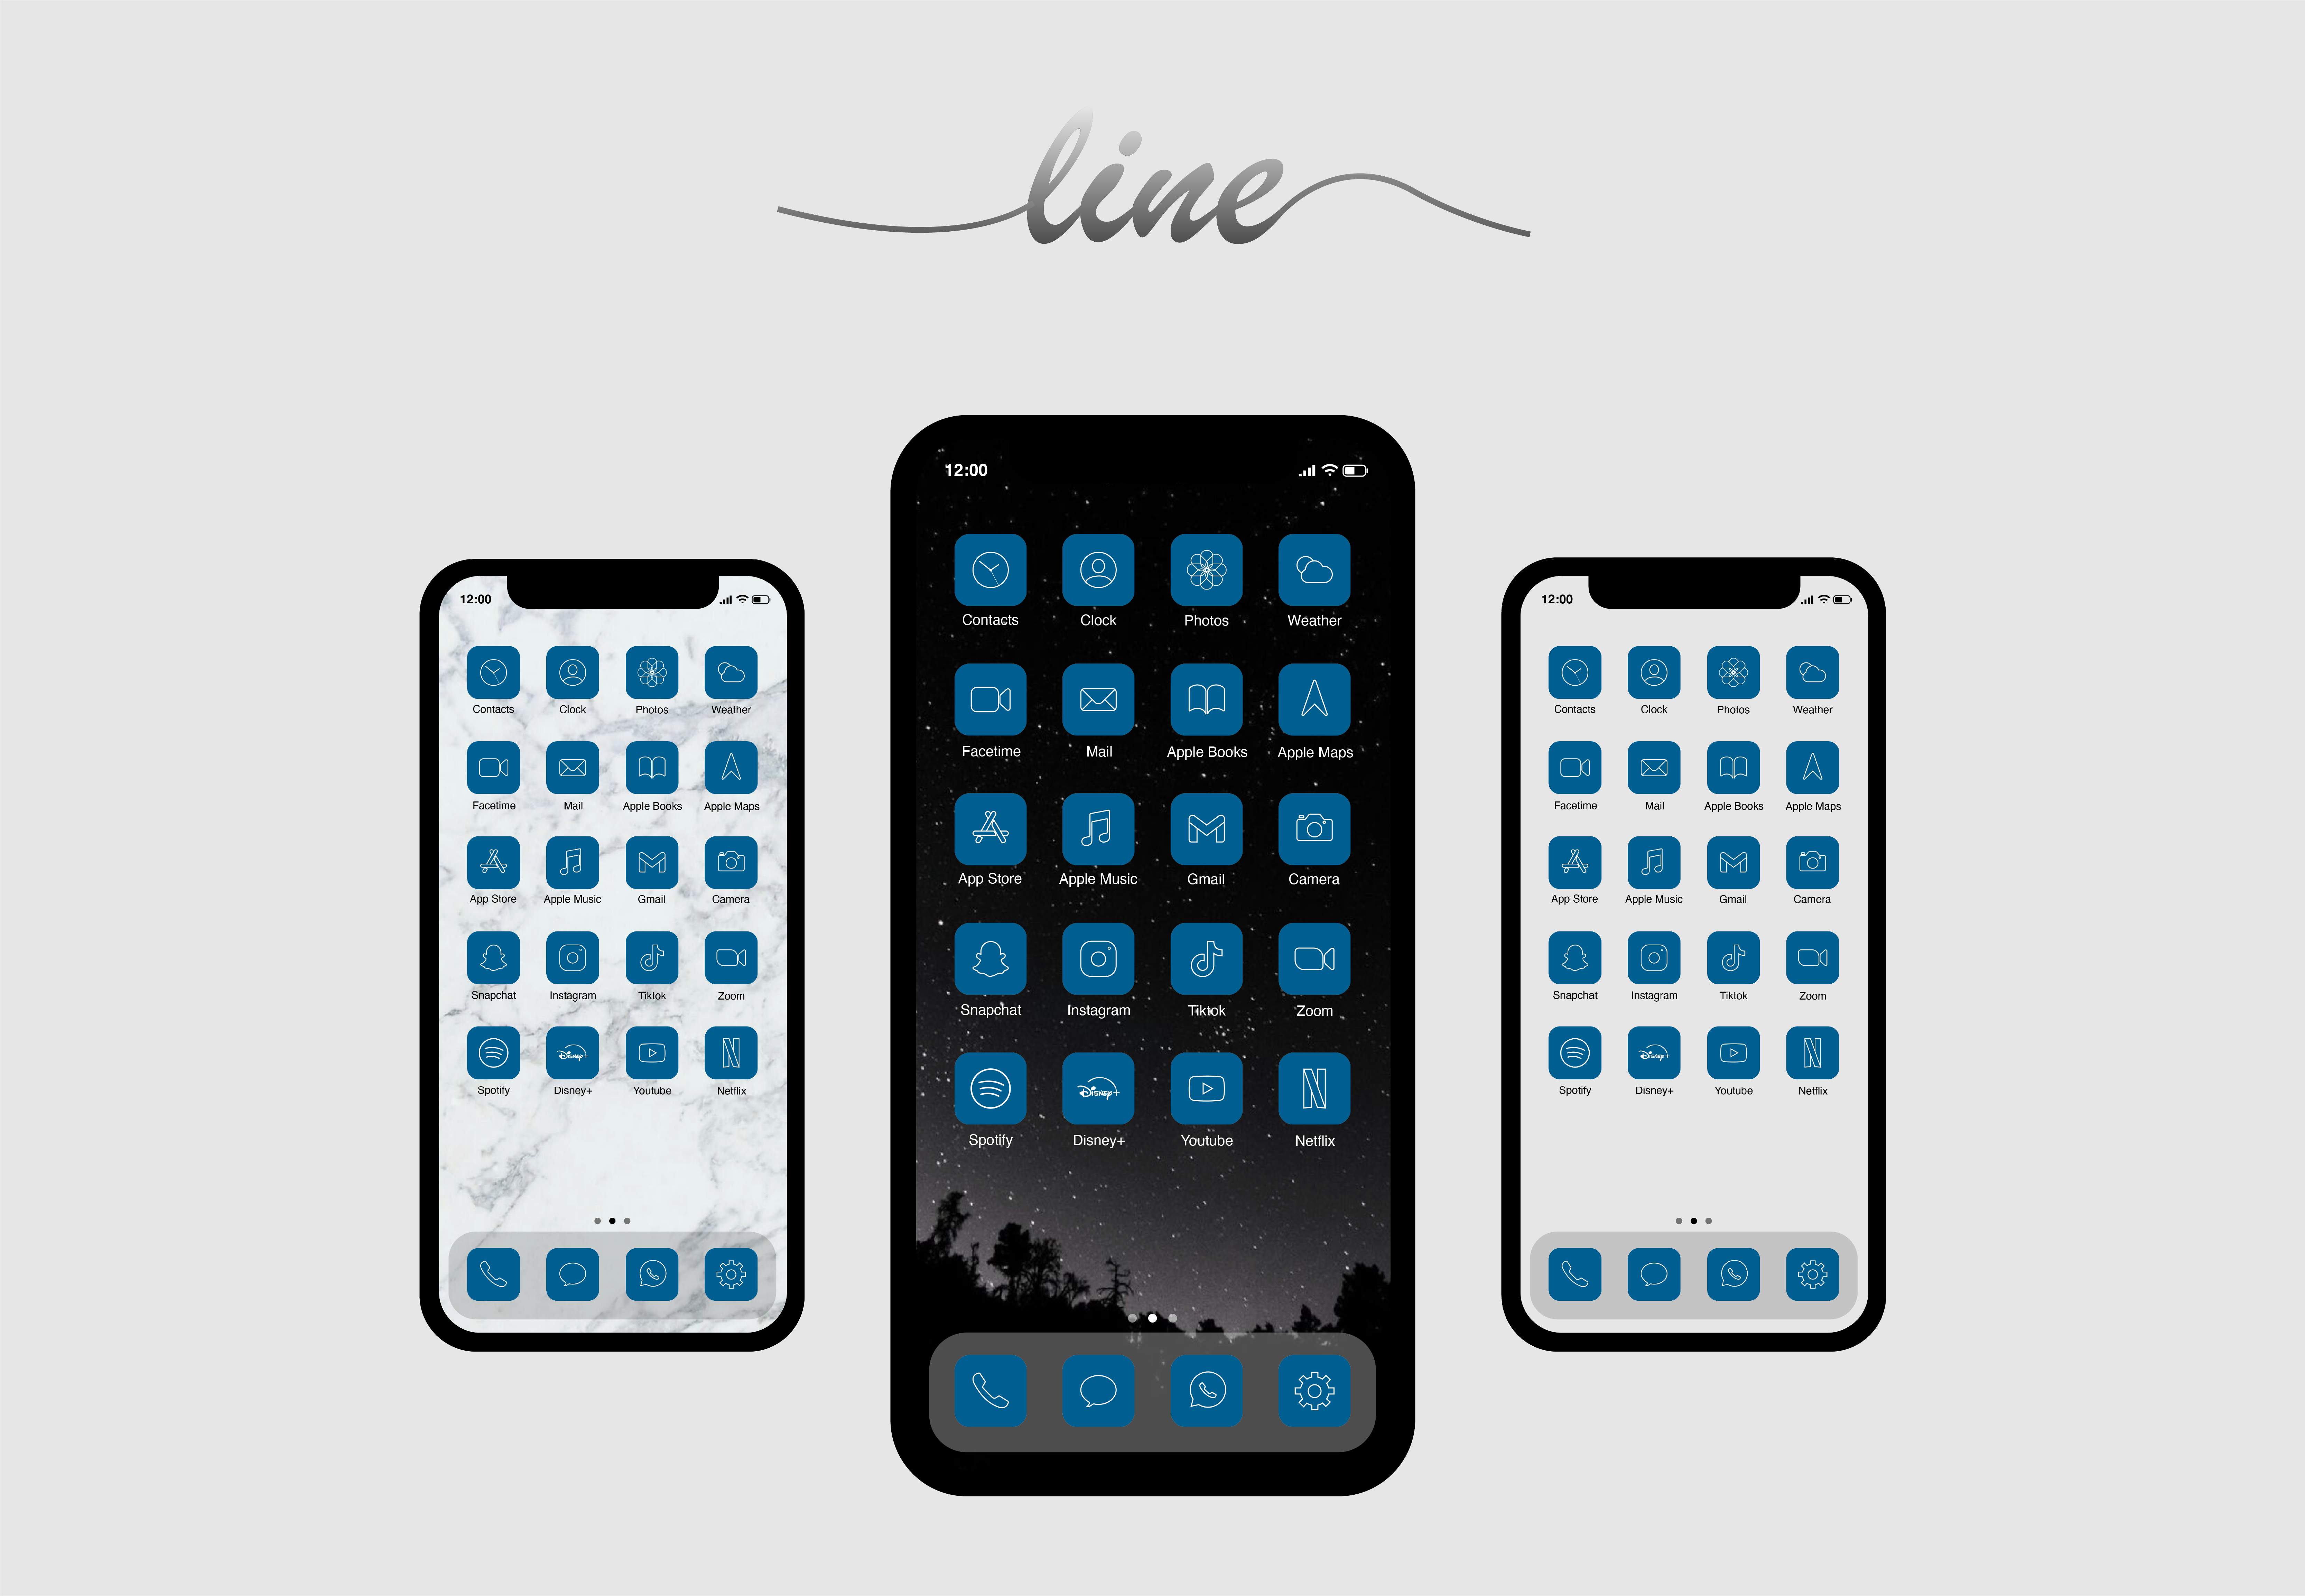 line
12:00
Contacts Clock Photos Weather
Facetime Mail Apple Books Apple Maps
App Store Apple Music Gmail Camera
Snapchat Instagram Tiktok Zoom
Disney+
Spotify Disney+ Youtube Netflix
12:00
Contacts Clock Photos Weather
Facetime Mail Apple Books Apple Maps
App Store Apple Music Gmail Camera
Snapchat Instagram Tiktok Zoom
Disney+
Spotify Disney+ Youtube Netflix
12:00
Contacts Clock Photos Weather
Facetime Mail Apple Books Apple Maps
App Store Apple Music Gmail Camera
Snapchat Instagram Tiktok Zoom
Disney+
Spotify Disney+ Youtube Netflix